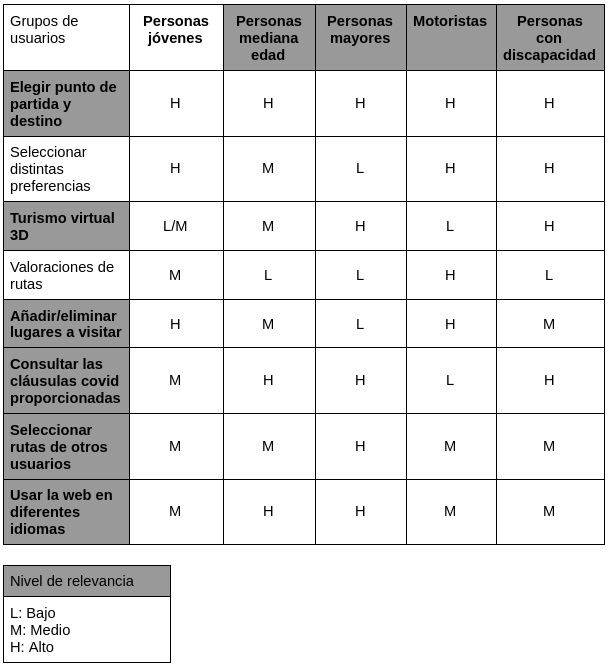 Grupos de
usuarios
Personas
jóvenes
Personas
mediana
edad
Personas
mayores
Motoristas
Personas
con
discapacidad
Elegir punto de
partida y
destino
H
H
H
H
H
Seleccionar
distintas
preferencias
H
M
L
H
H
Turismo virtual
3D
L/M
M
H
L
H
Valoraciones de
rutas
M
L
L
H
L
Añadir/eliminar
lugares a visitar
H
M
L
H
M
Consultar las
cláusulas covid
proporcionadas
M
H
H
L
H
Seleccionar
rutas de otros
usuarios
M
M
H
M
M
Usar la web en
diferentes
idiomas
M
H
H
M
M
Nivel de relevancia
L: Bajo
M: Medio
H: Alto